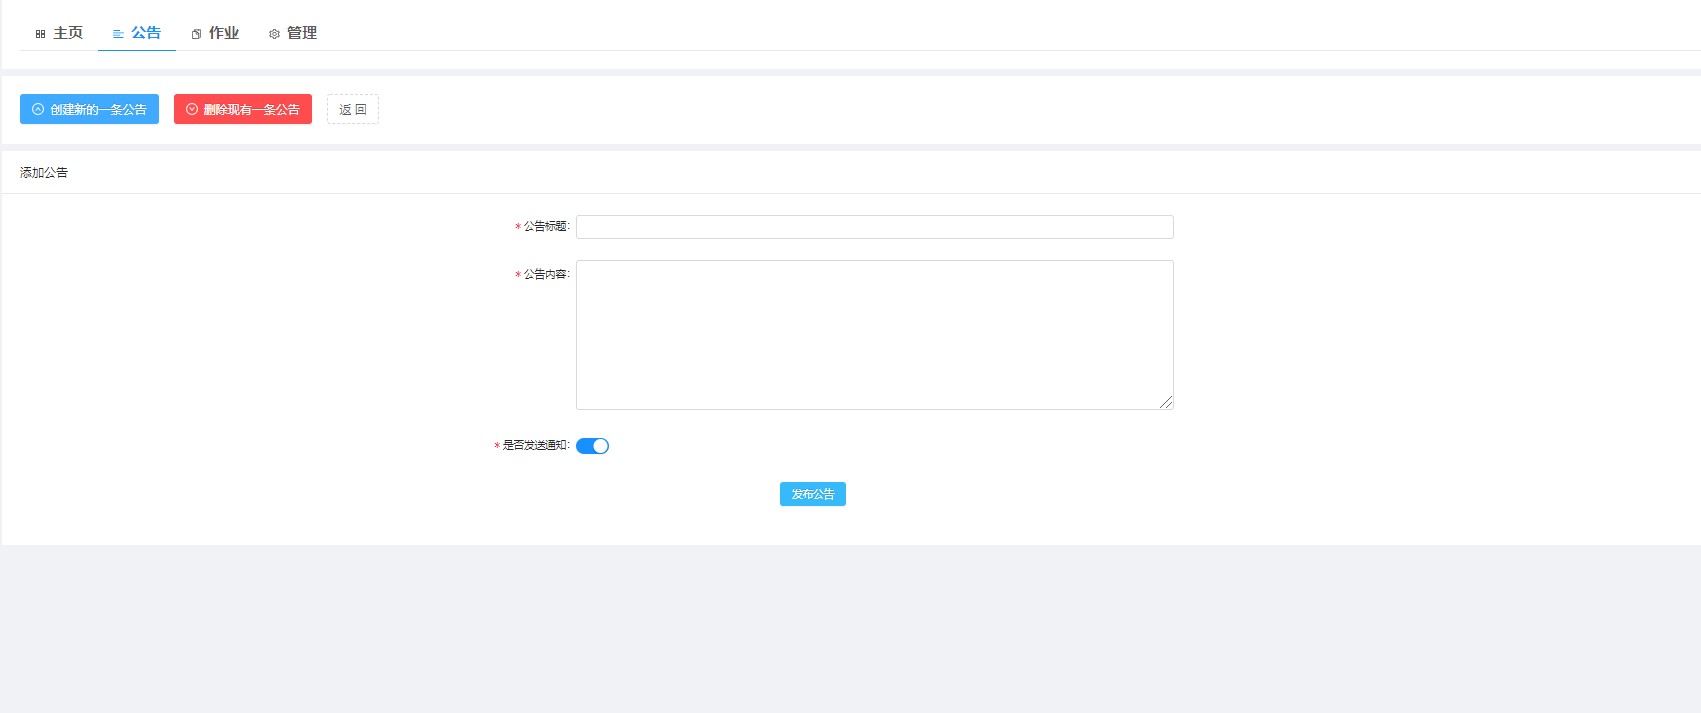 主页 公告 作业 管理
创建新的一条公告 删除现有一条公告 返 回
添加公告
* 公告标题:
* 公告内容:
* 是否发送通知:
发布公告